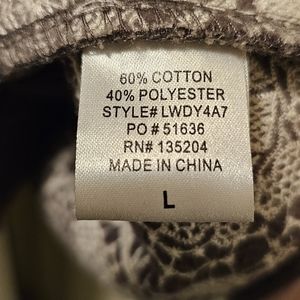 60% COTTON
40% POLYESTER
STYLE# LWDY4A7
PO # 51636
RN# 135204
MADE IN CHINA
L